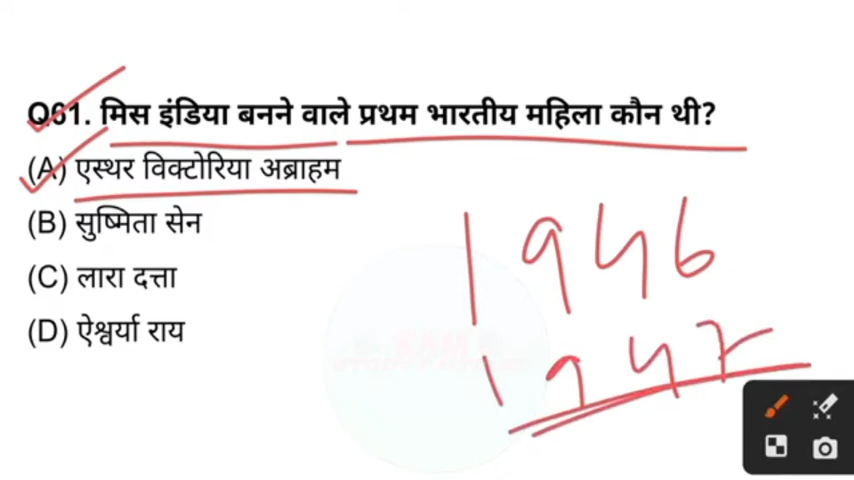 Q61. मिस इंडिया बनने वाले प्रथम भारतीय महिला कौन थी?
(A) एस्थर विक्टोरिया अब्राहम
(B) सुष्मिता सेन
(C) लारा दत्ता
(D) ऐश्वर्या राय
1946
1947